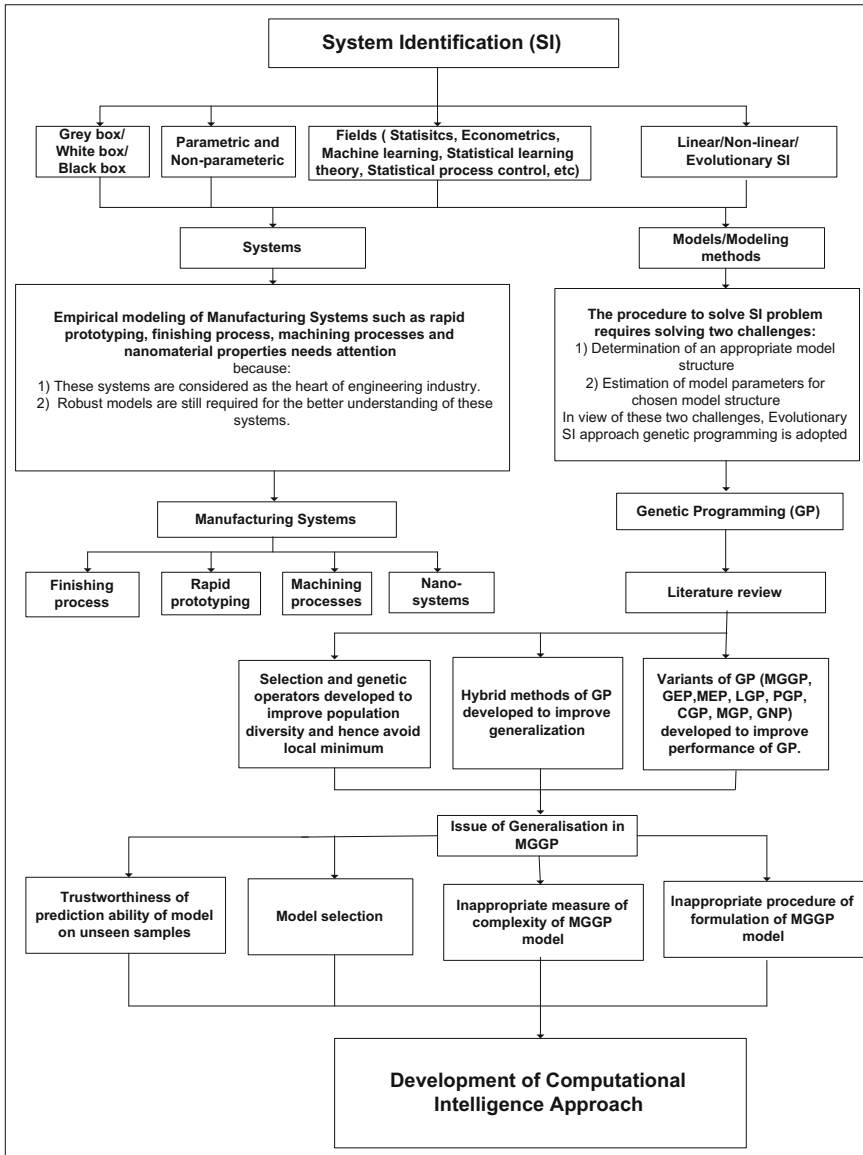 System Identification (SI)
Grey box/
White box/
Black box
Parametric and
Non-parameteric
Fields ( Statisitcs, Econometrics,
Machine learning, Statistical learning
theory, Statistical process control, etc)
Linear/Non-linear/
Evolutionary SI
Systems
Models/Modeling
methods
Empirical modeling of Manufacturing Systems such as rapid
prototyping, finishing process, machining processes and
nanomaterial properties needs attention
because:
1) These systems are considered as the heart of engineering industry.
2) Robust models are still required for the better understanding of these
systems.
The procedure to solve SI problem
requires solving two challenges:
1) Determination of an appropriate model
structure
2) Estimation of model parameters for
chosen model structure
In view of these two challenges, Evolutionary
SI approach genetic programming is adopted
Manufacturing Systems
Genetic Programming (GP)
Finishing
process
Rapid
prototyping
Machining
processes
Nano-
systems
Literature review
Selection and genetic
operators developed to
improve population
diversity and hence avoid
local minimum
Hybrid methods of GP
developed to improve
generalization
Variants of GP (MGGP,
GEP,MEP, LGP, PGP,
CGP, MGP, GNP)
developed to improve
performance of GP.
Issue of Generalisation in
MGGP
Trustworthiness of
prediction ability of model
on unseen samples
Model selection
Inappropriate measure of
complexity of MGGP
model
Inappropriate procedure of
formulation of MGGP
model
Development of Computational
Intelligence Approach